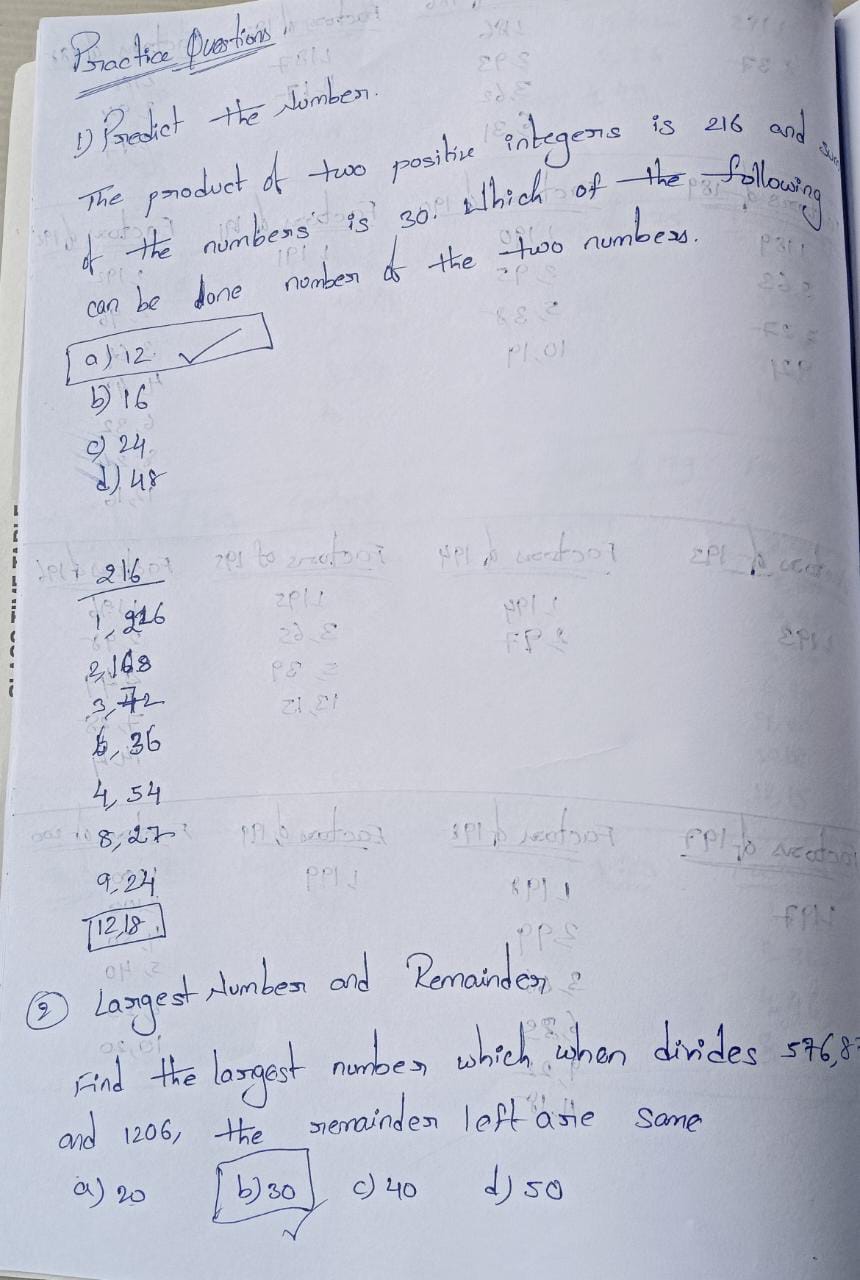 Practice Questions
1) Predict the Number.
The product of two positive integers is 216 and
of the numbers is 30. Which of the following
can be done number of the two numbers.
a) 12
b) 16
c) 24
d) 48
216
1, 216
2, 108
3, 72
6, 36
4, 54
8, 27
9, 24
12, 18
② Largest Number and Remainder
Find the largest number which when divides 576,
and 1206, the remainder left are same
a) 20 b) 30 c) 40 d) 50